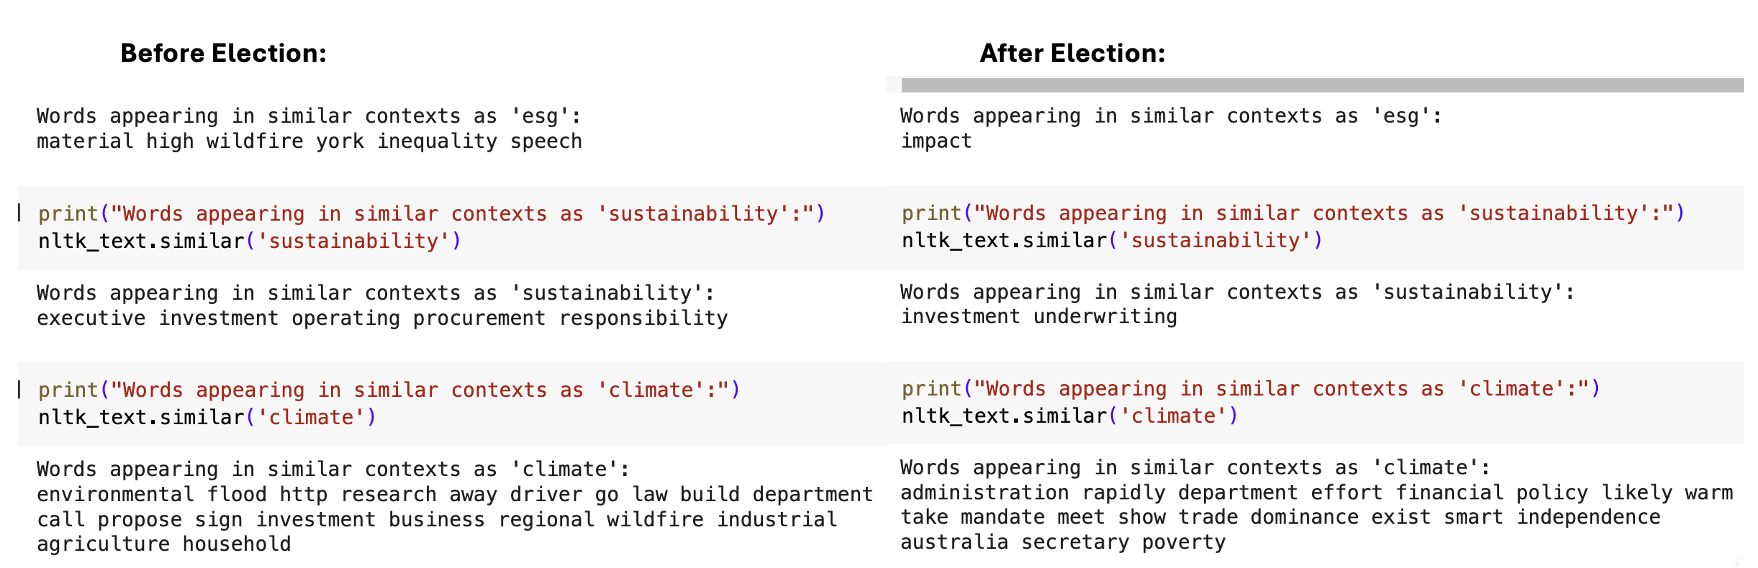 Before Election:
Words appearing in similar contexts as 'esg':
material high wildfire york inequality speech
print("Words appearing in similar contexts as 'sustainability':")
nltk_text.similar('sustainability')
Words appearing in similar contexts as 'sustainability':
executive investment operating procurement responsibility
print("Words appearing in similar contexts as 'climate':")
nltk_text.similar('climate')
Words appearing in similar contexts as 'climate':
environmental flood http research away driver go law build department
call propose sign investment business regional wildfire industrial
agriculture household
After Election:
Words appearing in similar contexts as 'esg':
impact
print("Words appearing in similar contexts as 'sustainability':")
nltk_text.similar('sustainability')
Words appearing in similar contexts as 'sustainability':
investment underwriting
print("Words appearing in similar contexts as 'climate':")
nltk_text.similar('climate')
Words appearing in similar contexts as 'climate':
administration rapidly department effort financial policy likely warm
take mandate meet show trade dominance exist smart independence
australia secretary poverty